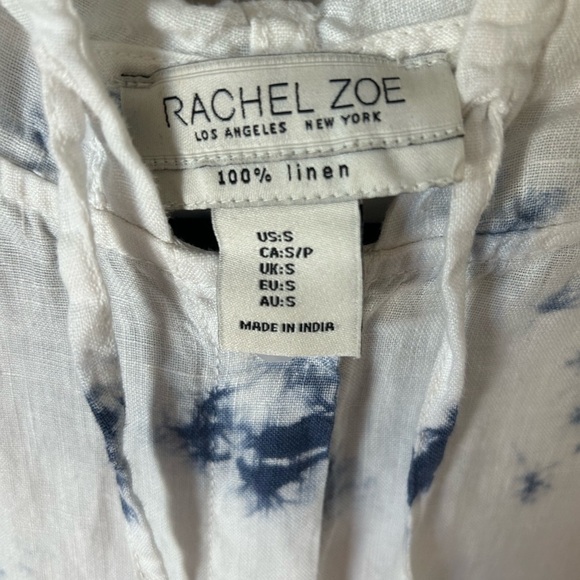 RACHEL ZOE
LOS ANGELES NEW YORK
100% linen
US:S
CA:S/P
UK:S
EU:S
AU:S
MADE IN INDIA